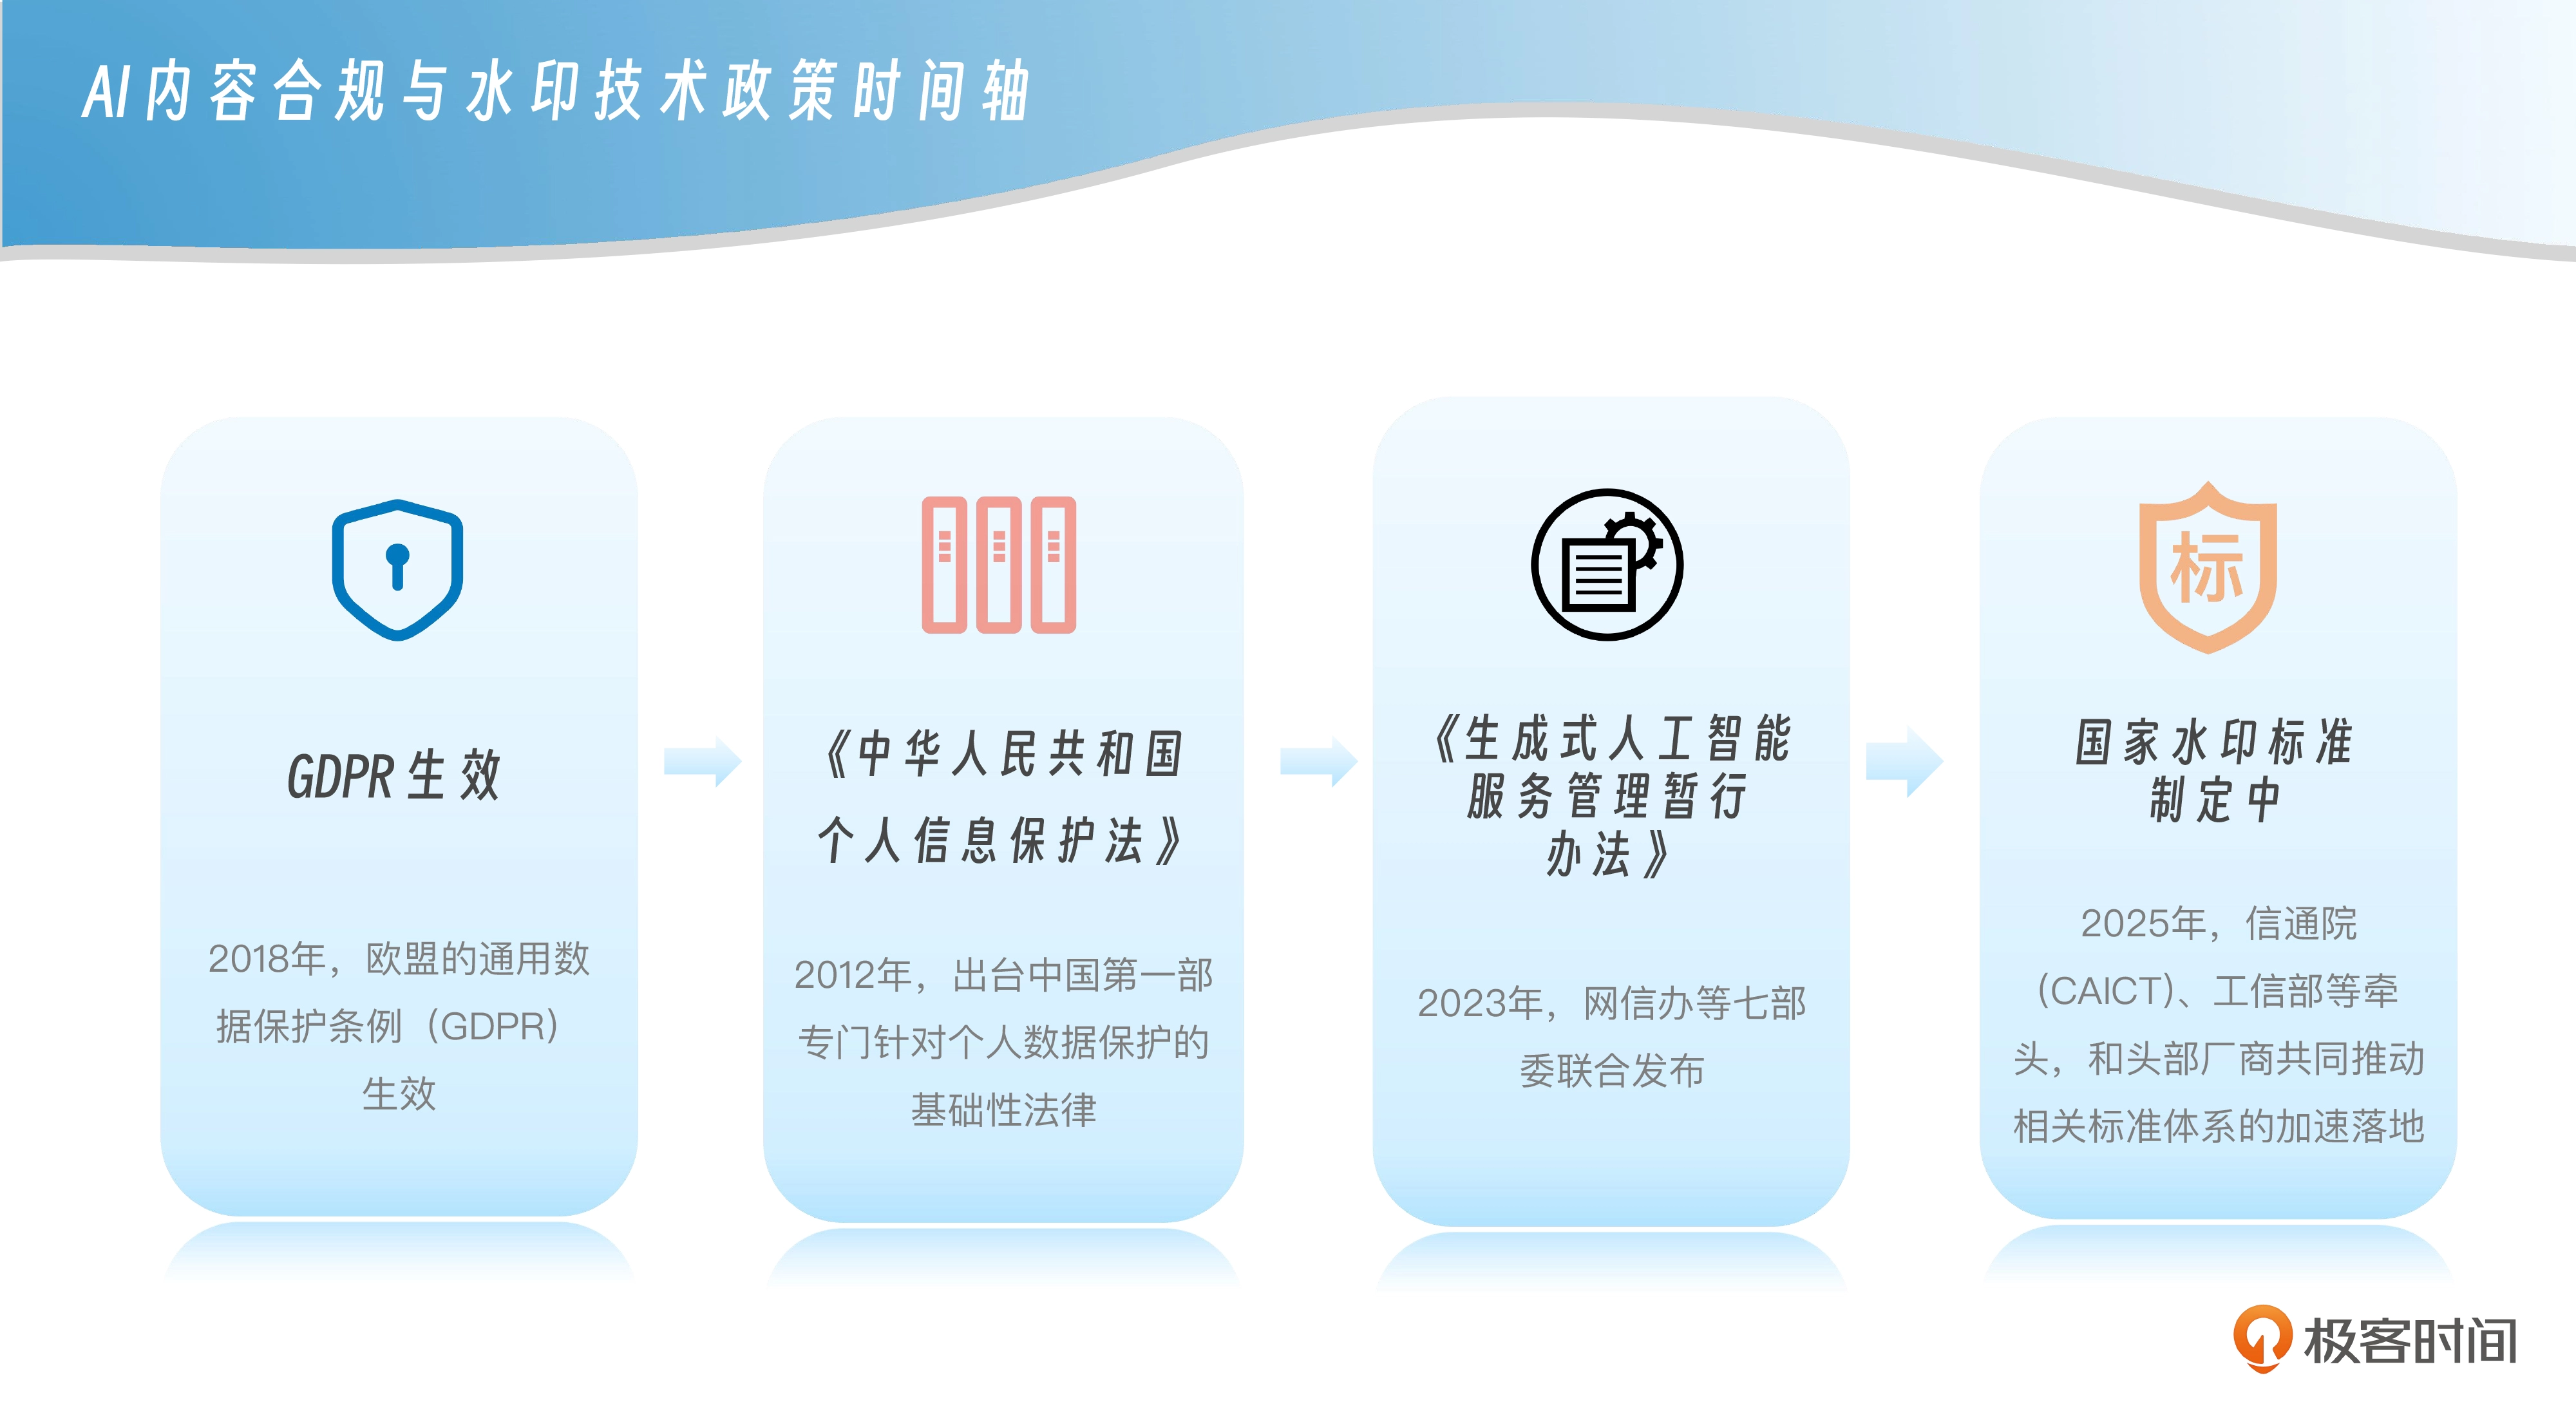 AI内容合规与水印技术政策时间轴
GDPR生效
2018年，欧盟的通用数
据保护条例（GDPR）
生效
《中华人民共和国
个人信息保护法》
2012年，出台中国第一部
专门针对个人数据保护的
基础性法律
《生成式人工智能
服务管理暂行
办法》
2023年，网信办等七部
委联合发布
标
国家水印标准
制定中
2025年，信通院
（CAICT）、工信部等牵
头，和头部厂商共同推动
相关标准体系的加速落地
极客时间